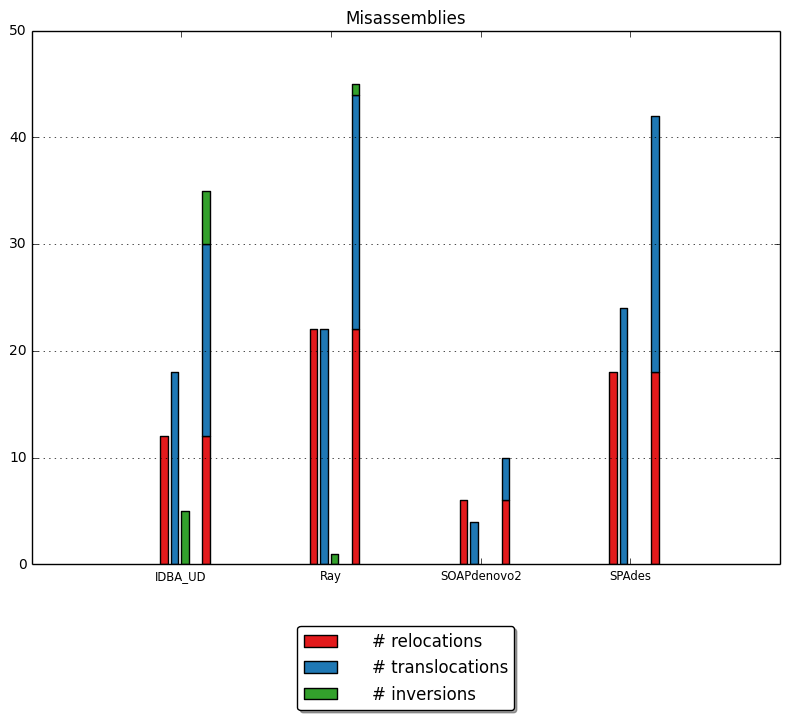 Misassemblies
50
40
30
20
10
0
IDBA_UD Ray SOAPdenovo2 SPAdes
# relocations
# translocations
# inversions